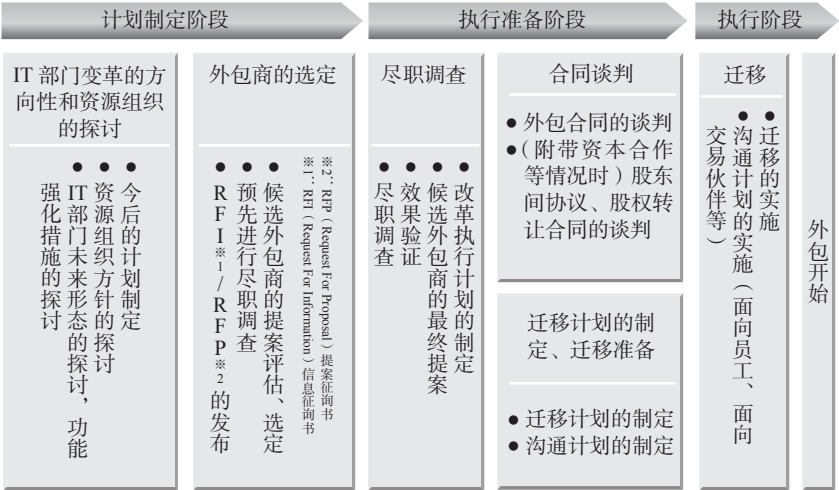 计划制定阶段
执行准备阶段
执行阶段
IT 部门变革的方
向性和资源组织
的探讨
●IT部门未来形态的探讨，功能
强化措施的探讨
●资源组织方针的探讨
●今后的计划制定
外包商的选定
●RFI※1/RFP※2的发布
●预先进行尽职调查
●候选外包商的提案评估、选定
※1：RFI（Request For Information）信息征询书
※2：RFP（Request For Proposal）提案征询书
尽职调查
●尽职调查
●效果验证
●候选外包商的最终提案
●改革执行计划的制定
合同谈判
●外包合同的谈判
●（附带资本合作
等情况时）股东
间协议、股权转
让合同的谈判
迁移计划的制
定、迁移准备
●迁移计划的制定
●沟通计划的制定
迁移
●迁移的实施
●沟通计划的实施（面向员工、面向
交易伙伴等）
外包开始